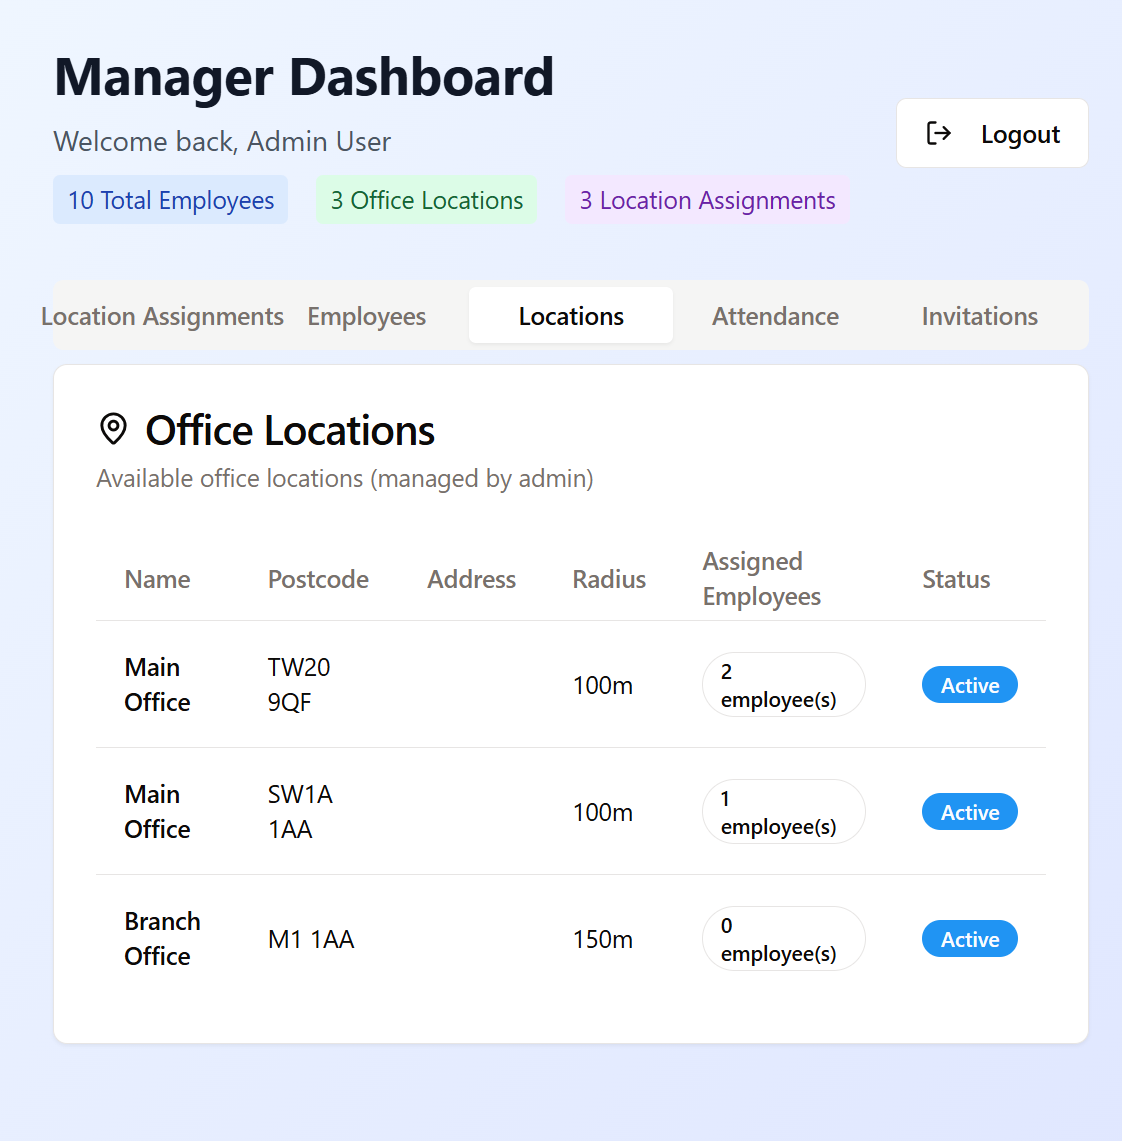 Manager Dashboard
Welcome back, Admin User
Logout
10 Total Employees
3 Office Locations
3 Location Assignments
Location Assignments
Employees
Locations
Attendance
Invitations
Office Locations
Available office locations (managed by admin)
Name
Postcode
Address
Radius
Assigned
Employees
Status
Main
Office
TW20
9QF
100m
2
employee(s)
Active
Main
Office
SW1A
1AA
100m
1
employee(s)
Active
Branch
Office
M1 1AA
150m
0
employee(s)
Active